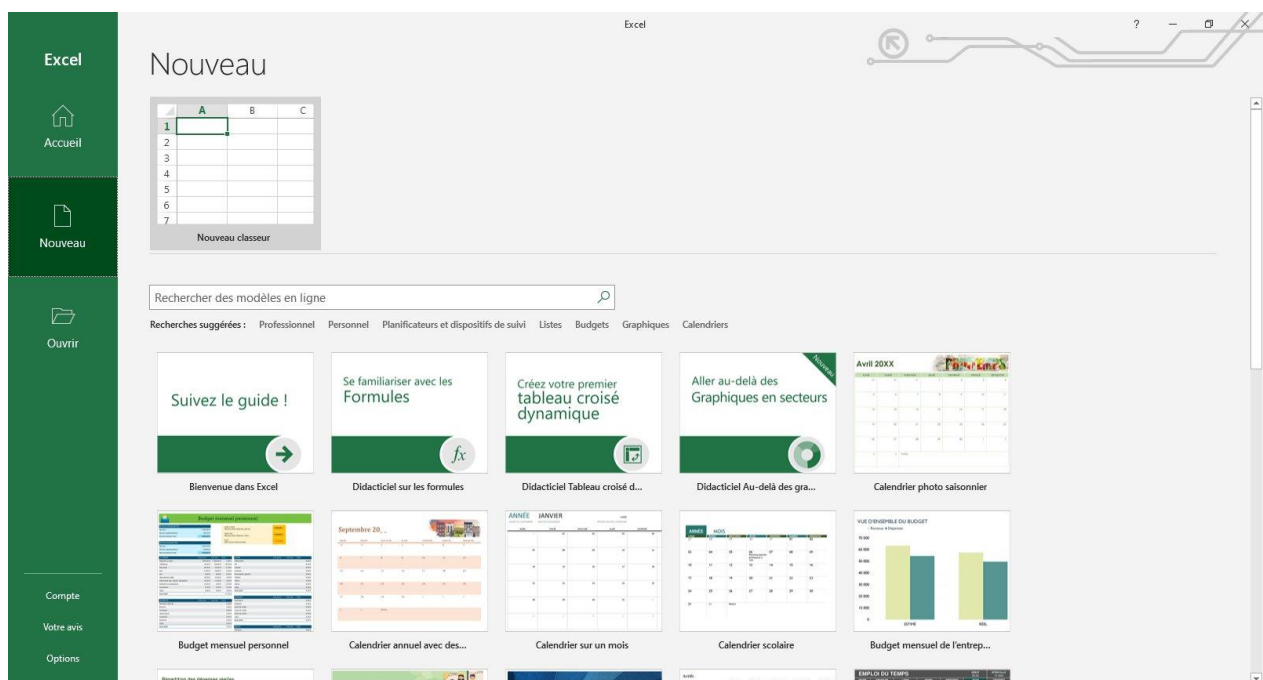 Excel
?
Excel
Nouveau
Accueil
Nouveau
Ouvrir
Compte
Votre avis
Options
A B C
1
2
3
4
5
6
7
Nouveau classeur
Rechercher des modèles en ligne
Recherches suggérées : Professionnel Personnel Planificateurs et dispositifs de suivi Listes Budgets Graphiques Calendriers
Suivez le guide !
Bienvenue dans Excel
Se familiariser avec les
Formules
fx
Didacticiel sur les formules
Créez votre premier
tableau croisé
dynamique
Didacticiel Tableau croisé d...
Nouveau
Aller au-delà des
Graphiques en secteurs
Didacticiel Au-delà des gra...
Avril 20XX
Calendrier photo saisonnier
Budget mensuel personnel
Budget mensuel personnel
Septembre 20
Calendrier annuel avec des...
ANNÉE JANVIER
Calendrier sur un mois
ANNÉE MOIS
Calendrier scolaire
VUE D'ENSEMBLE DU BUDGET
Budget mensuel de l'entrep...
EMPLOI DU TEMPS